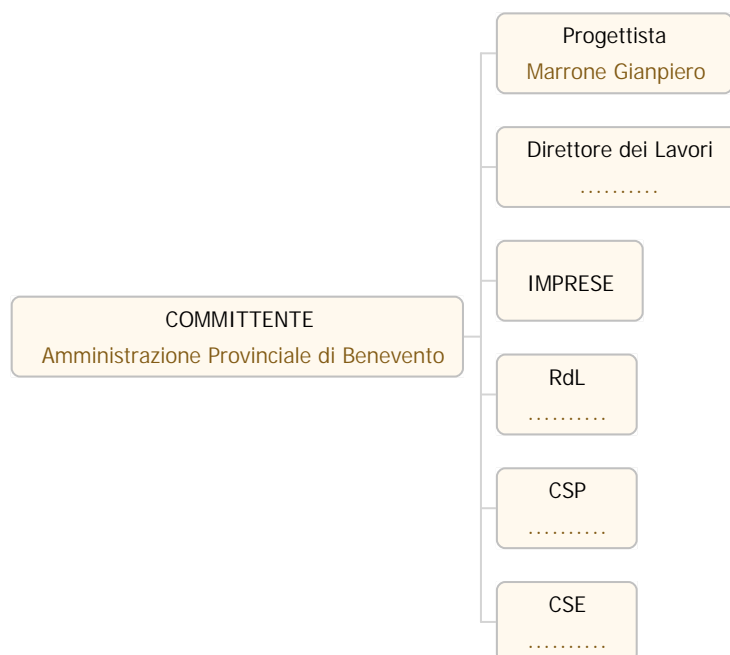 Progettista
Marrone Gianpiero
Direttore dei Lavori
..........
IMPRESE
COMMITTENTE
Amministrazione Provinciale di Benevento
RdL
..........
CSP
..........
CSE
..........